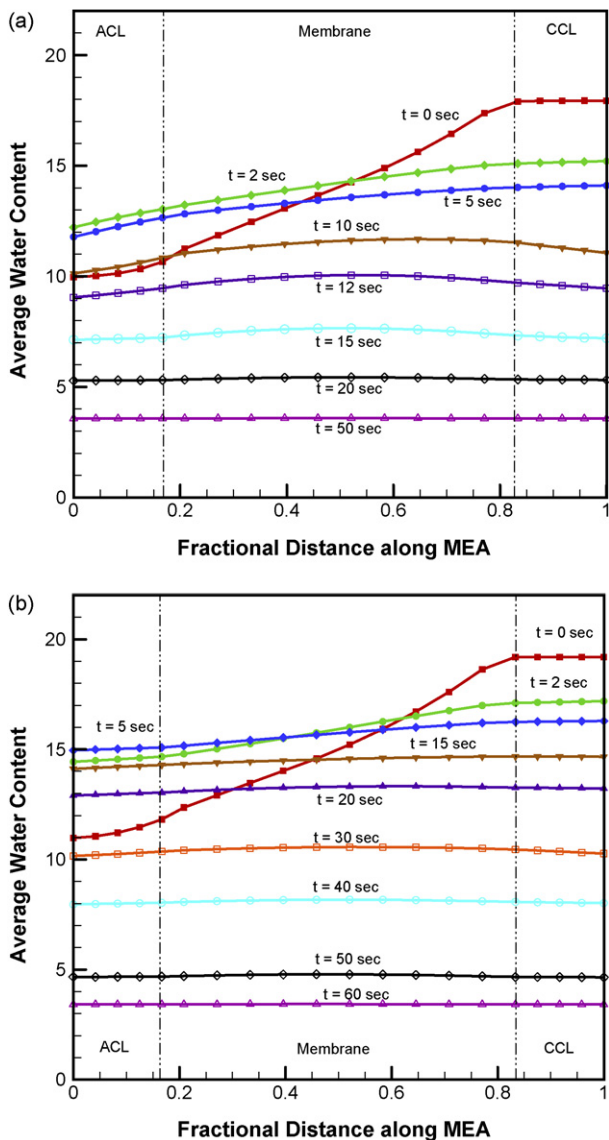 (a)
ACL Membrane CCL
20
t = 0 sec
t = 2 sec
15
t = 5 sec
t = 10 sec
10
t = 12 sec
t = 15 sec
5
t = 20 sec
t = 50 sec
0
0 0.2 0.4 0.6 0.8 1
Average Water Content
Fractional Distance along MEA
(b)
20
t = 0 sec
t = 2 sec
t = 5 sec
t = 15 sec
15
t = 20 sec
t = 30 sec
10
t = 40 sec
t = 50 sec
5
t = 60 sec
ACL Membrane CCL
0
0 0.2 0.4 0.6 0.8 1
Average Water Content
Fractional Distance along MEA